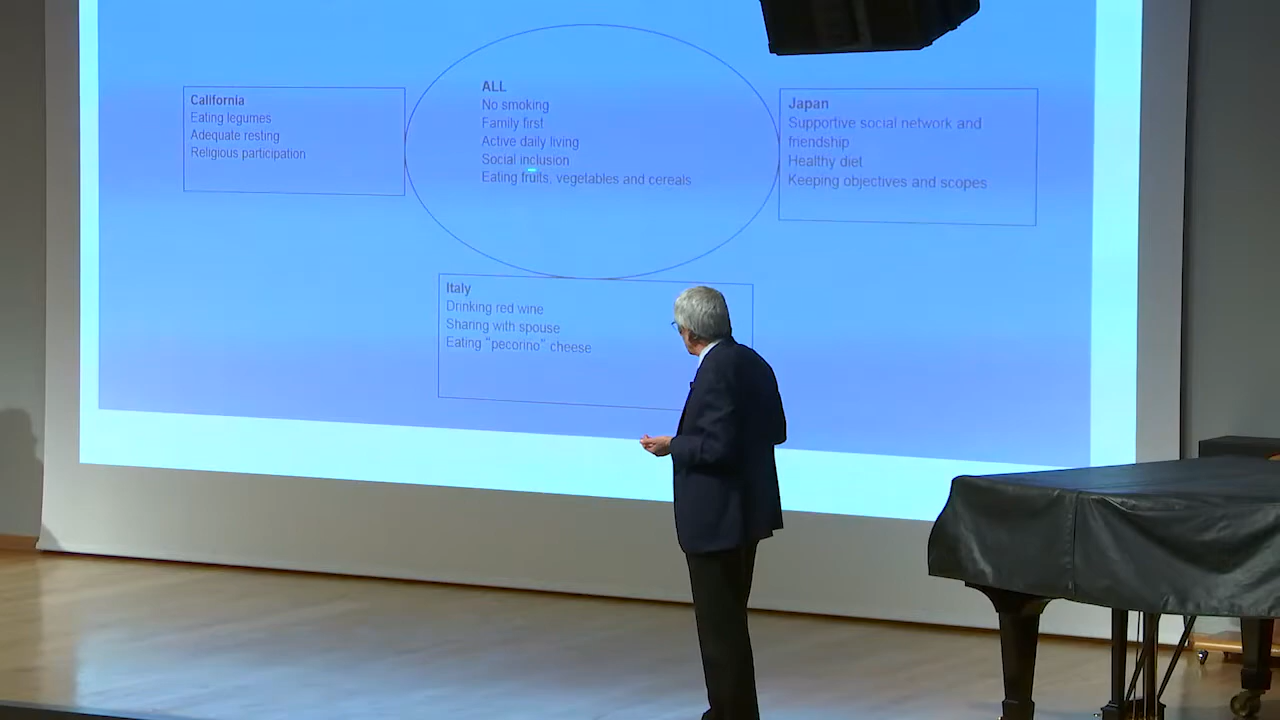 California
Eating legumes
Adequate resting
Religious participation
ALL
No smoking
Family first
Active daily living
Social inclusion
Eating fruits, vegetables and cereals
Japan
Supportive social network and
friendship
Healthy diet
Keeping objectives and scopes
Italy
Drinking red wine
Sharing with spouse
Eating "pecorino" cheese